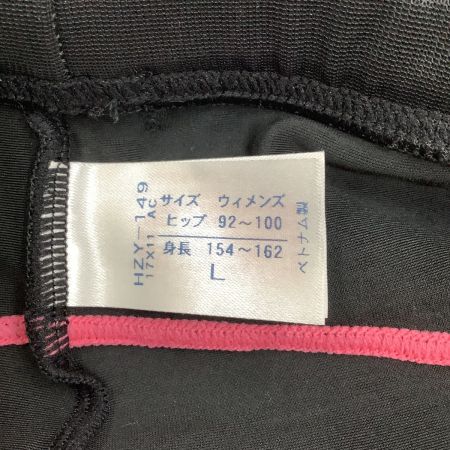 HZY-149
17X11 AC
サイズ ウィメンズ
ヒップ 92〜100
身長 154〜162
L
ベトナム製